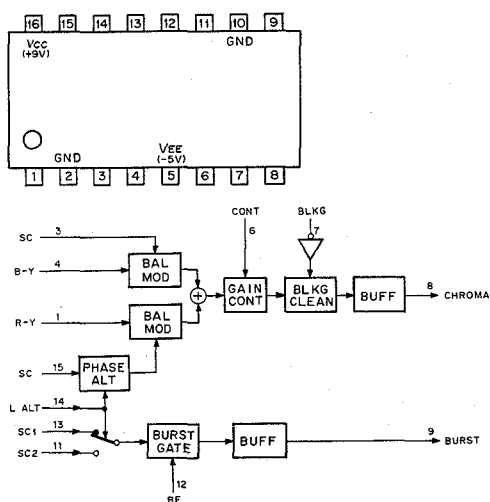 16 15 14 13 12 11 10 9
VCC GND
(+9V)
VEE
GND (-5V)
1 2 3 4 5 6 7 8
CONT BLKG
6 7
SC 3
B-Y 4
BAL
MOD
R-Y 1
BAL
MOD
+
GAIN
CONT
BLKG
CLEAN
BUFF
8 CHROMA
SC 15
PHASE
ALT
L ALT 14
SC1 13
SC2 11
BURST
GATE
BUFF
9 BURST
12
BF